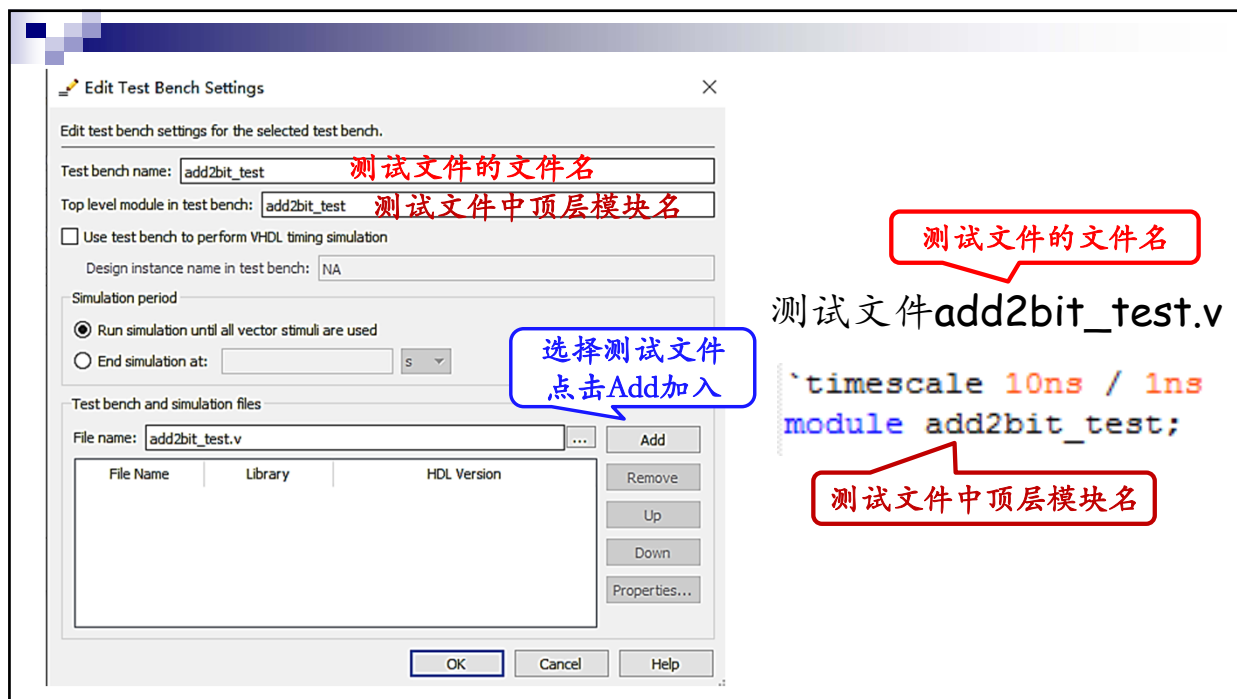 Edit Test Bench Settings
Edit test bench settings for the selected test bench.
Test bench name: add2bit_test 测试文件的文件名
Top level module in test bench: add2bit_test 测试文件中顶层模块名
Use test bench to perform VHDL timing simulation
Design instance name in test bench: NA
Simulation period
Run simulation until all vector stimuli are used
End simulation at: s
选择测试文件
点击Add加入
Test bench and simulation files
File name: add2bit_test.v ... Add
File Name Library HDL Version
Remove
Up
Down
Properties...
OK Cancel Help
测试文件的文件名
测试文件add2bit_test.v
`timescale 10ns / 1ns
module add2bit_test;
测试文件中顶层模块名